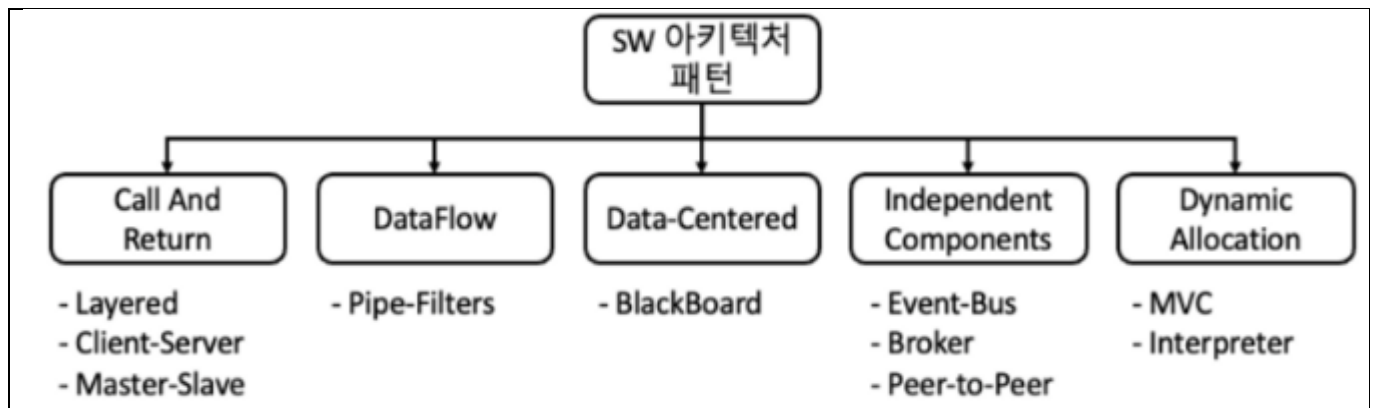 SW 아키텍처
패턴
Call And
Return
DataFlow
Data-Centered
Independent
Components
Dynamic
Allocation
- Layered
- Client-Server
- Master-Slave
- Pipe-Filters
- BlackBoard
- Event-Bus
- Broker
- Peer-to-Peer
- MVC
- Interpreter